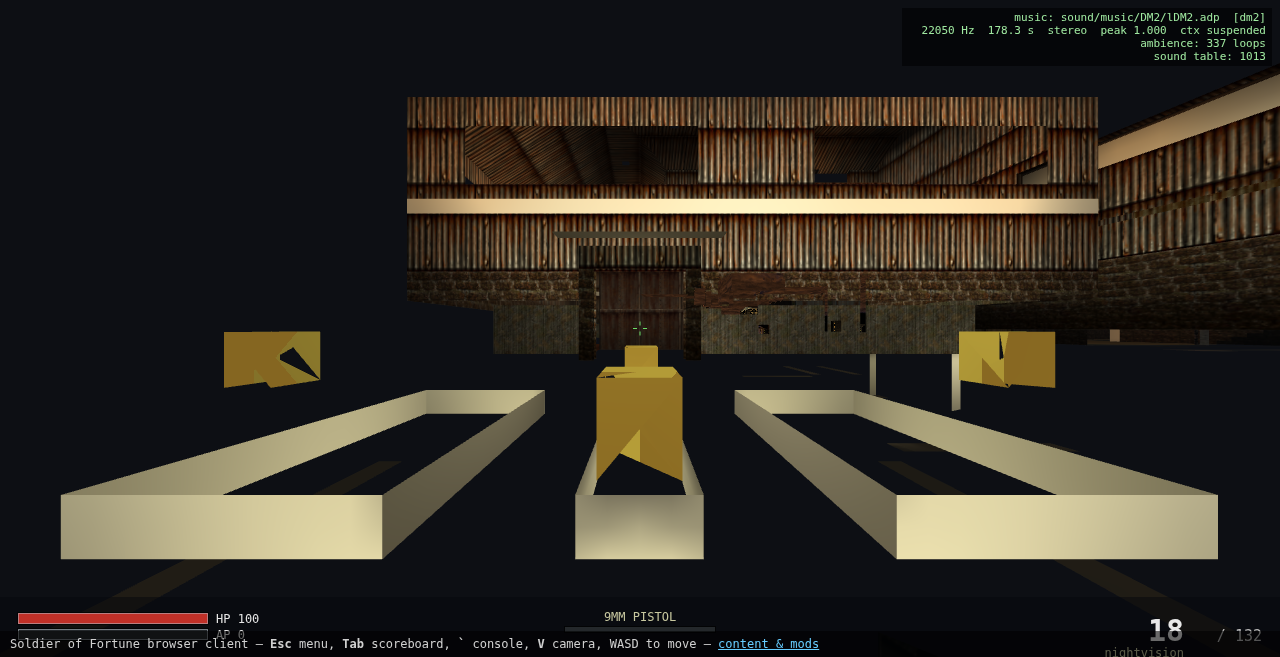 music: sound/music/DM2/lDM2.adp  [dm2]
22050 Hz  178.3 s  stereo  peak 1.000  ctx suspended
ambience: 337 loops
sound table: 1013
HP 100
AP 0
9MM PISTOL
18 / 132
nightvision
Soldier of Fortune browser client — Esc menu, Tab scoreboard, ` console, V camera, WASD to move — content & mods